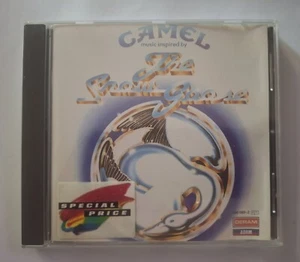 CAMEL
music inspired by
The
Snow Goose
SPECIAL
PRICE